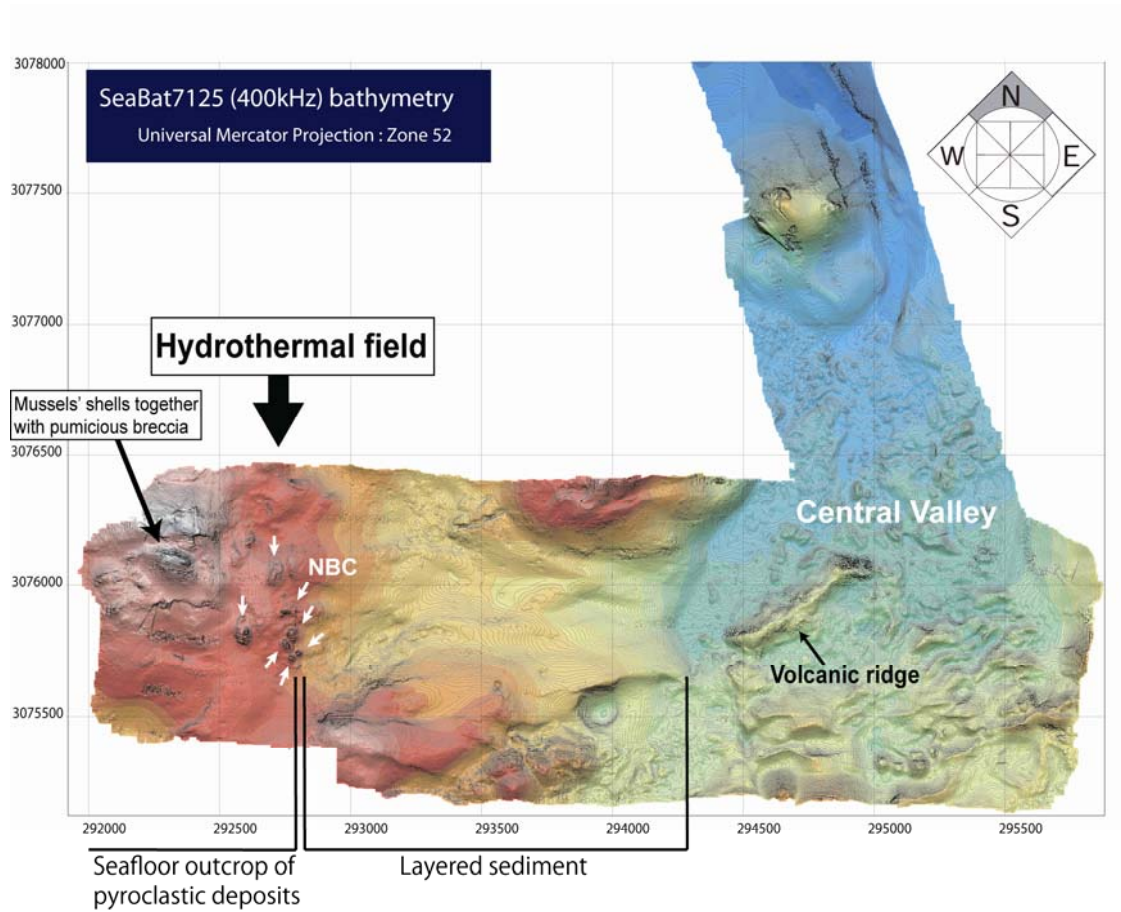 3078000
SeaBat7125 (400kHz) bathymetry
Universal Mercator Projection : Zone 52
N
W
E
S
3077500
3077000
Hydrothermal field
Mussels' shells together
with pumicious breccia
3076500
Central Valley
NBC
3076000
Volcanic ridge
3075500
292000 292500 293000 293500 294000 294500 295000 295500
Seafloor outcrop of
pyroclastic deposits
Layered sediment